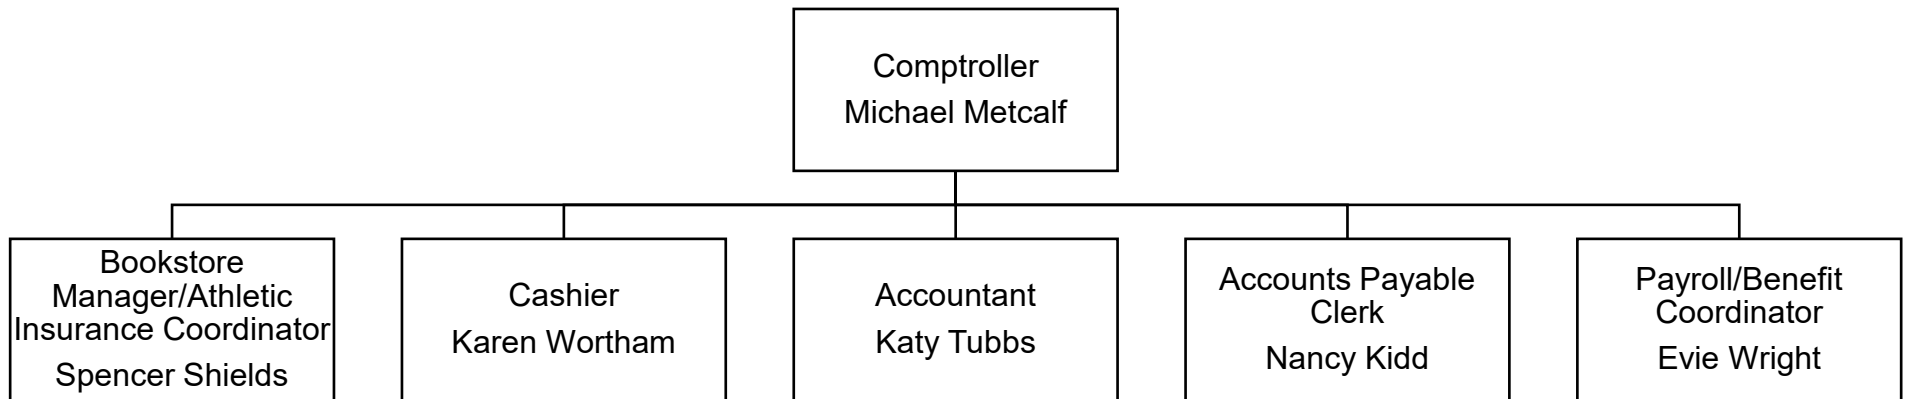 Comptroller
Michael Metcalf
Bookstore
Manager/Athletic
Insurance Coordinator
Spencer Shields
Cashier
Karen Wortham
Accountant
Katy Tubbs
Accounts Payable
Clerk
Nancy Kidd
Payroll/Benefit
Coordinator
Evie Wright